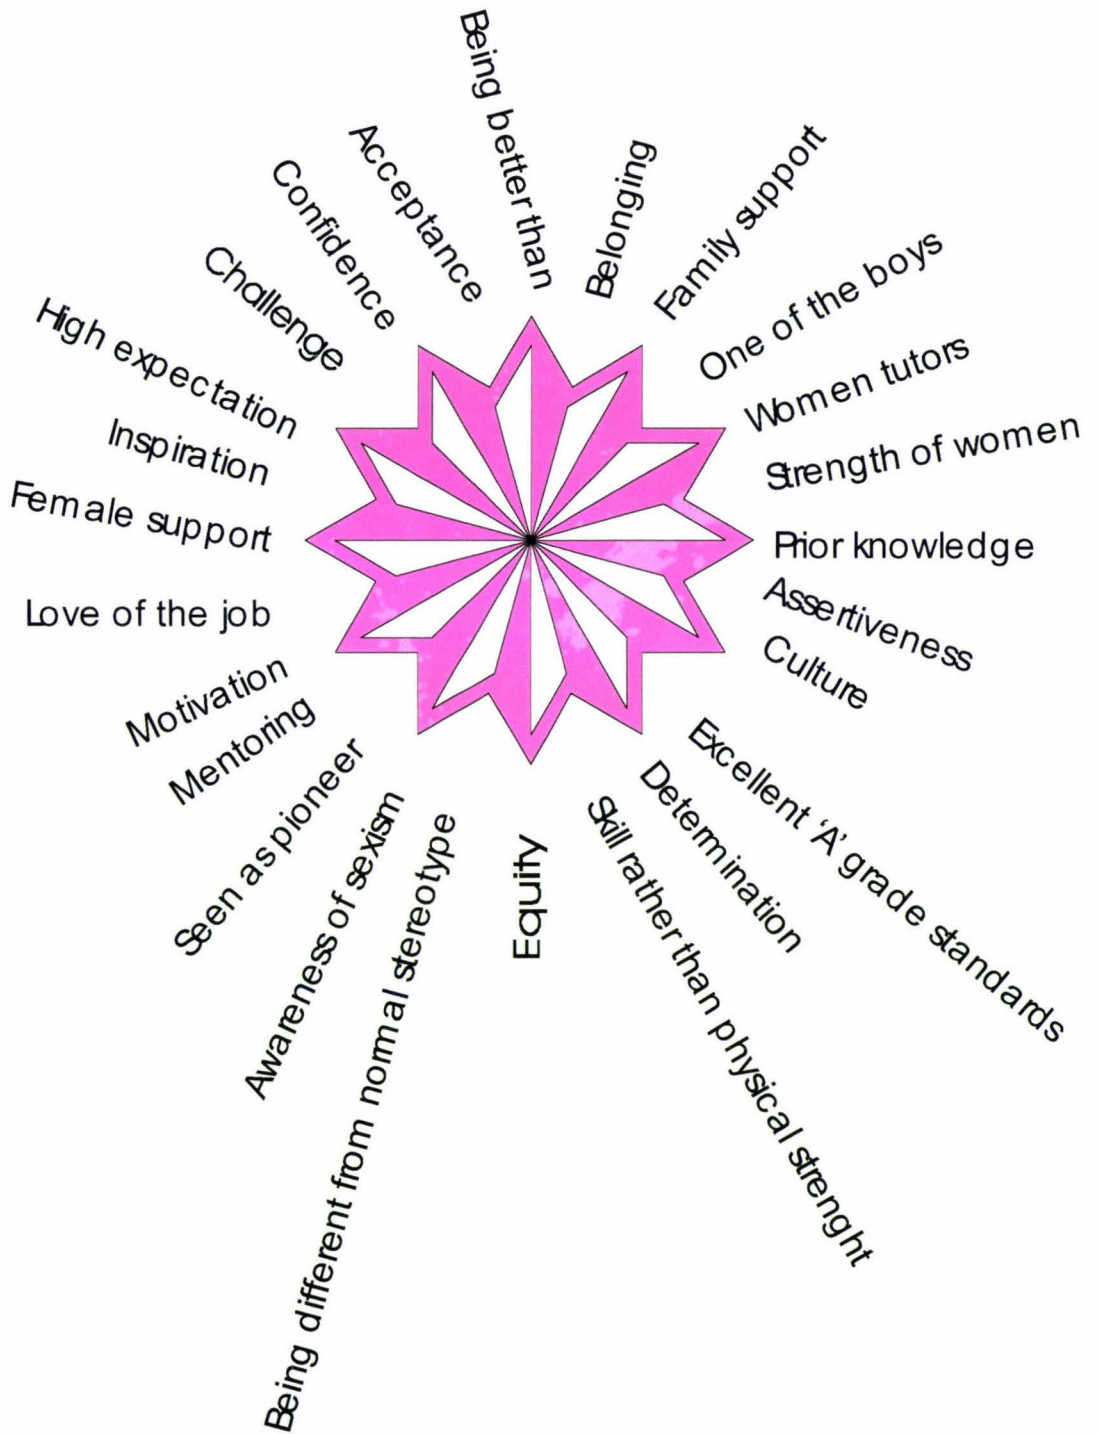 Being better than
Belonging
Family support
One of the boys
Women tutors
Strength of women
Prior knowledge
Assertiveness
Culture
Excellent ‘A’ grade standards
Determination
Skill rather than physical strenght
Equity
Being different from normal stereotype
Awareness of sexism
Seen as pioneer
Mentoring
Motivation
Love of the job
Female support
Inspiration
High expectation
Challenge
Confidence
Acceptance